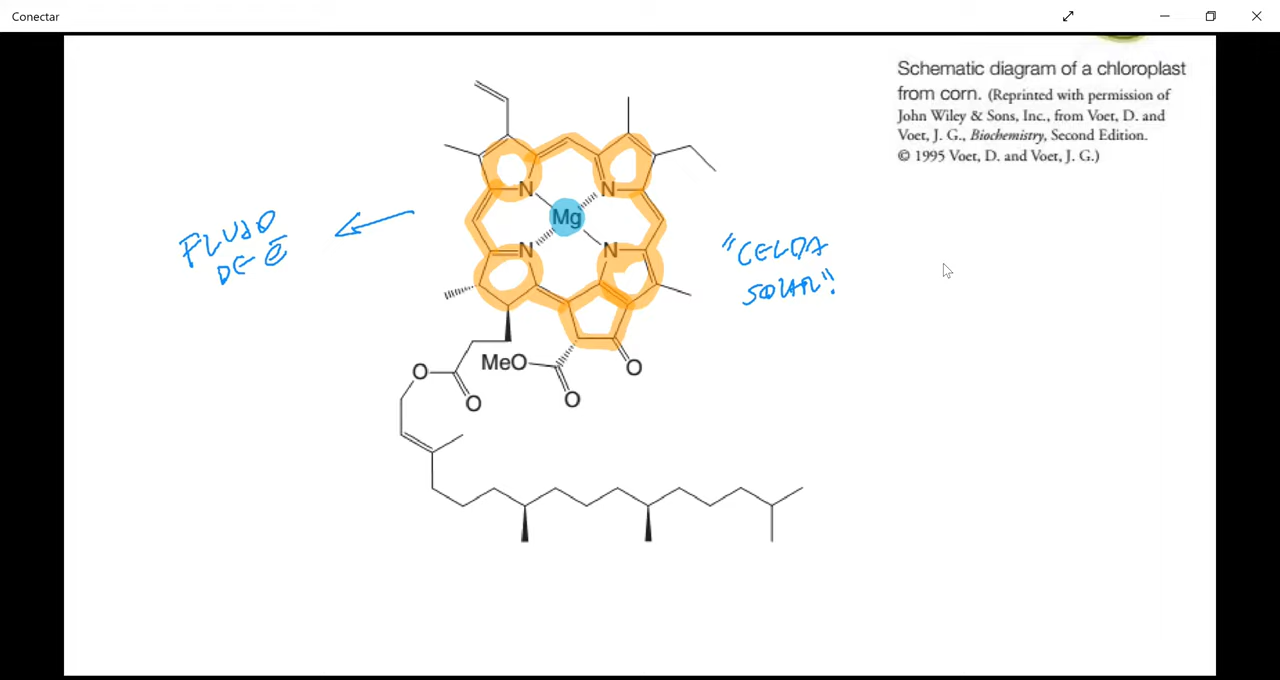 Conectar
Schematic diagram of a chloroplast
from corn. (Reprinted with permission of
John Wiley & Sons, Inc., from Voet, D. and
Voet, J. G., Biochemistry, Second Edition.
© 1995 Voet, D. and Voet, J. G.)
N N
Mg
N N
FLUJO
DE ē
"CELDA
SOLAR"
MeO
O
O
O
O